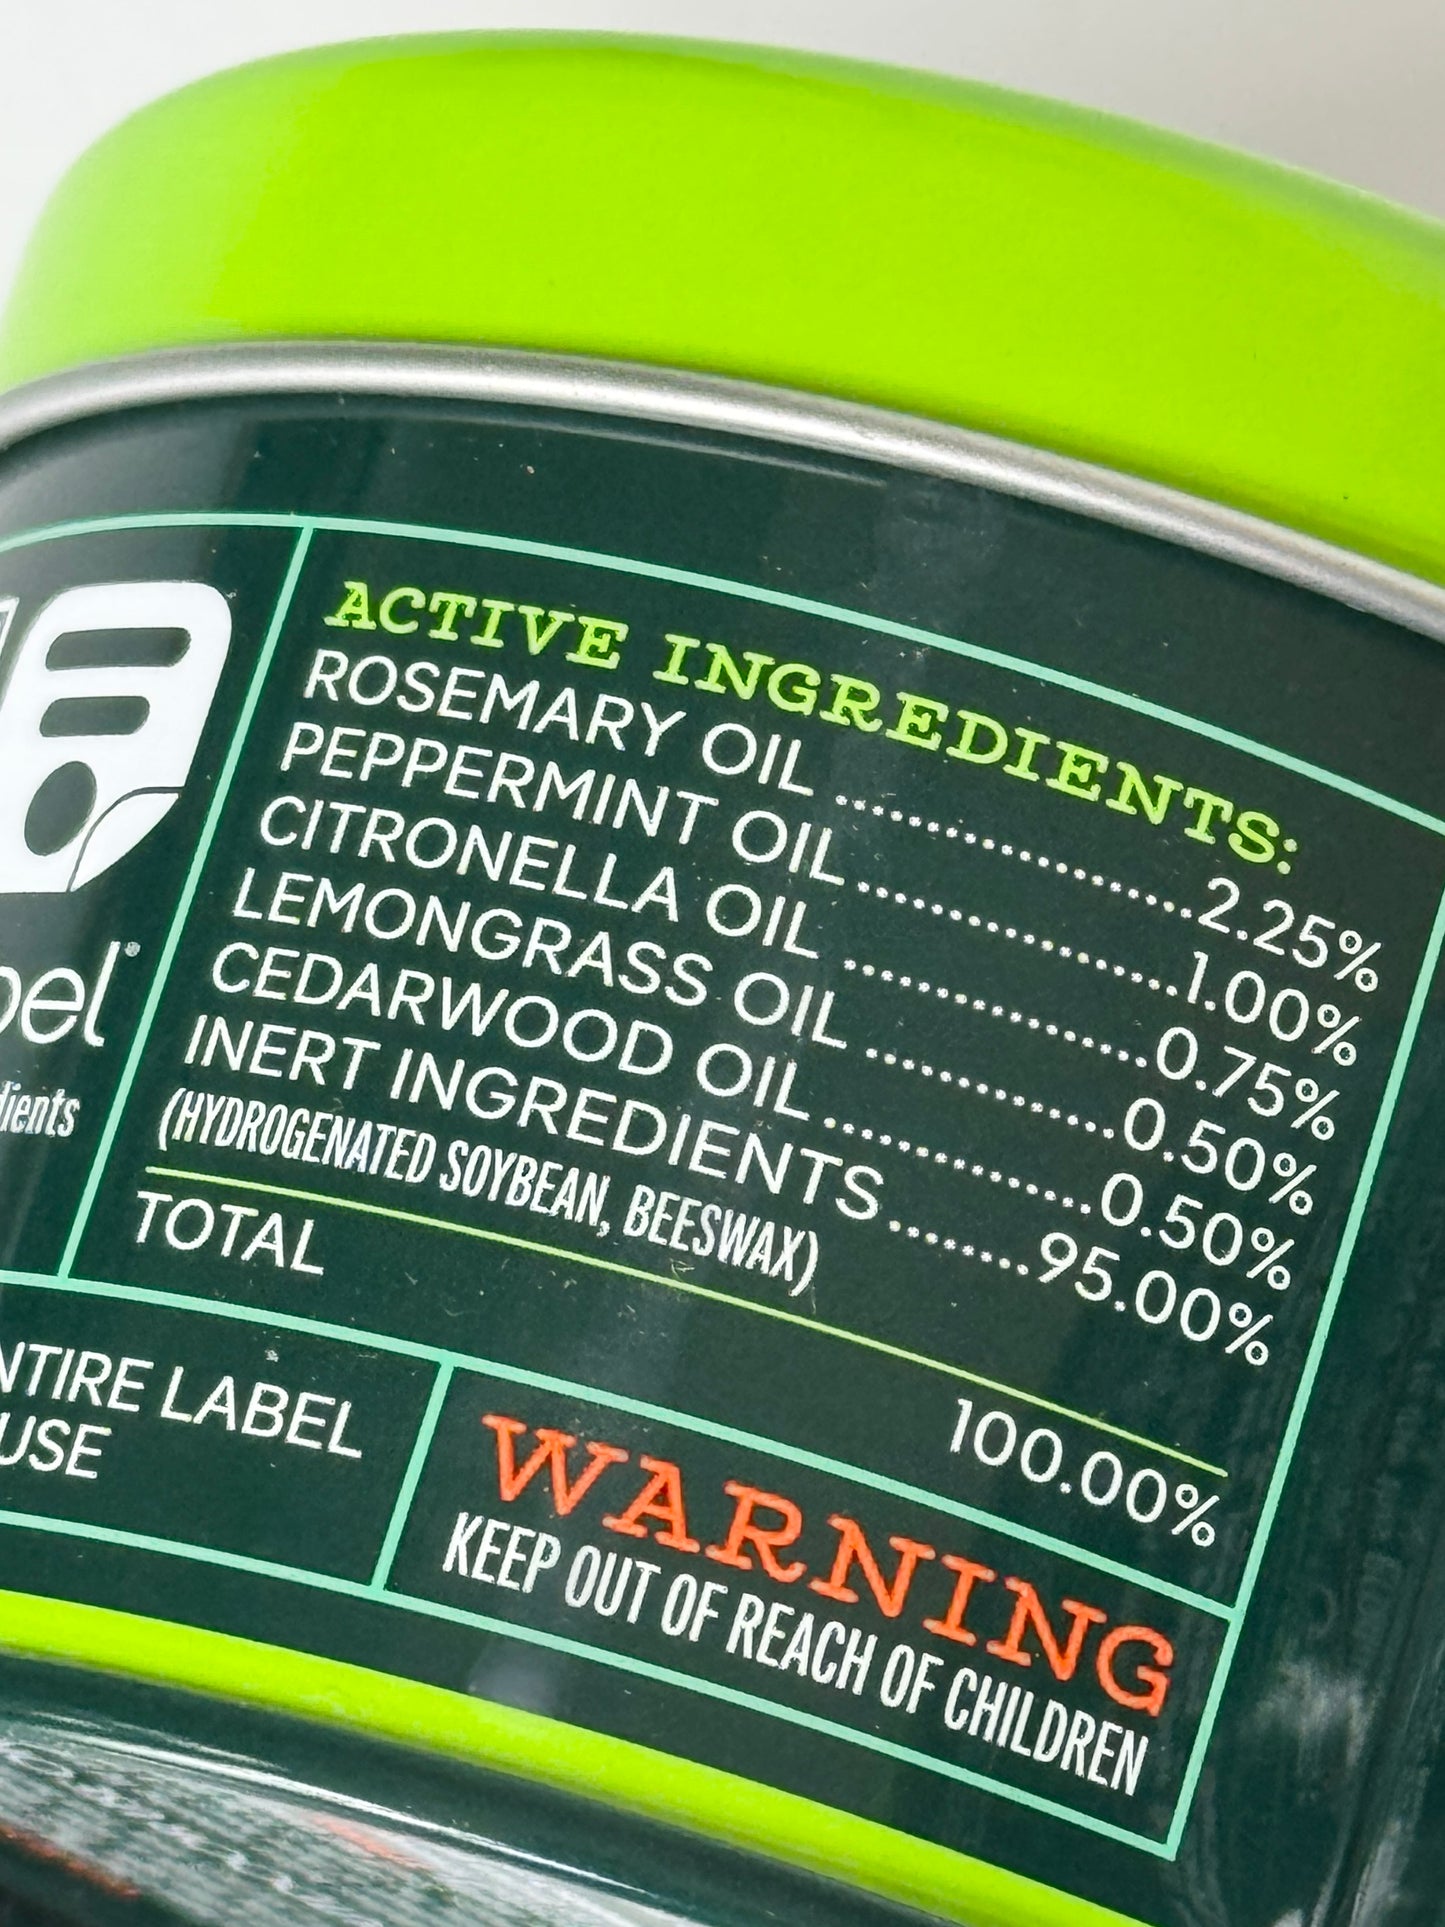 ACTIVE INGREDIENTS:
ROSEMARY OIL ........................2.25%
PEPPERMINT OIL......................1.00%
CITRONELLA OIL ....................0.75%
LEMONGRASS OIL .................0.50%
CEDARWOOD OIL..................0.50%
INERT INGREDIENTS.........95.00%
(HYDROGENATED SOYBEAN, BEESWAX)
TOTAL 100.00%
LABEL
USE
WARNING
KEEP OUT OF REACH OF CHILDREN